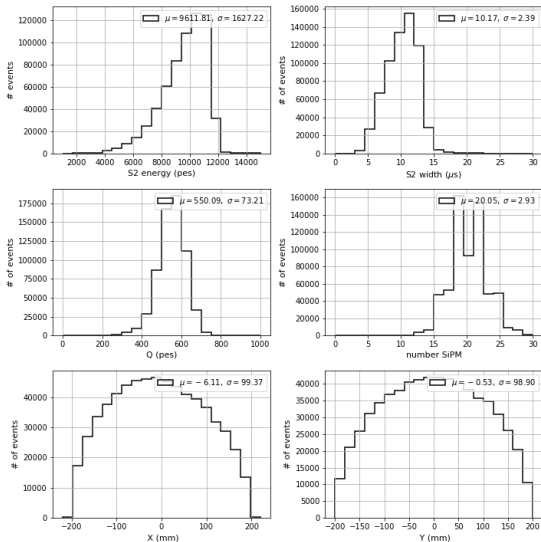 μ = 9611.81, σ = 1627.22
120000
100000
80000
60000
40000
20000
0
# events
2000 4000 6000 8000 10000 12000 14000
S2 energy (pes)
μ = 10.17, σ = 2.39
160000
140000
120000
100000
80000
60000
40000
20000
0
# of events
0 5 10 15 20 25 30
S2 width (μs)
μ = 550.09, σ = 73.21
175000
150000
125000
100000
75000
50000
25000
0
# of events
0 200 400 600 800 1000
Q (pes)
μ = 20.05, σ = 2.93
160000
140000
120000
100000
80000
60000
40000
20000
0
# of events
0 5 10 15 20 25 30
number SiPM
μ = −6.11, σ = 99.37
40000
30000
20000
10000
0
# of events
−200 −100 0 100 200
X (mm)
μ = −0.53, σ = 98.90
40000
35000
30000
25000
20000
15000
10000
5000
0
# of events
−200 −150 −100 −50 0 50 100 150 200
Y (mm)